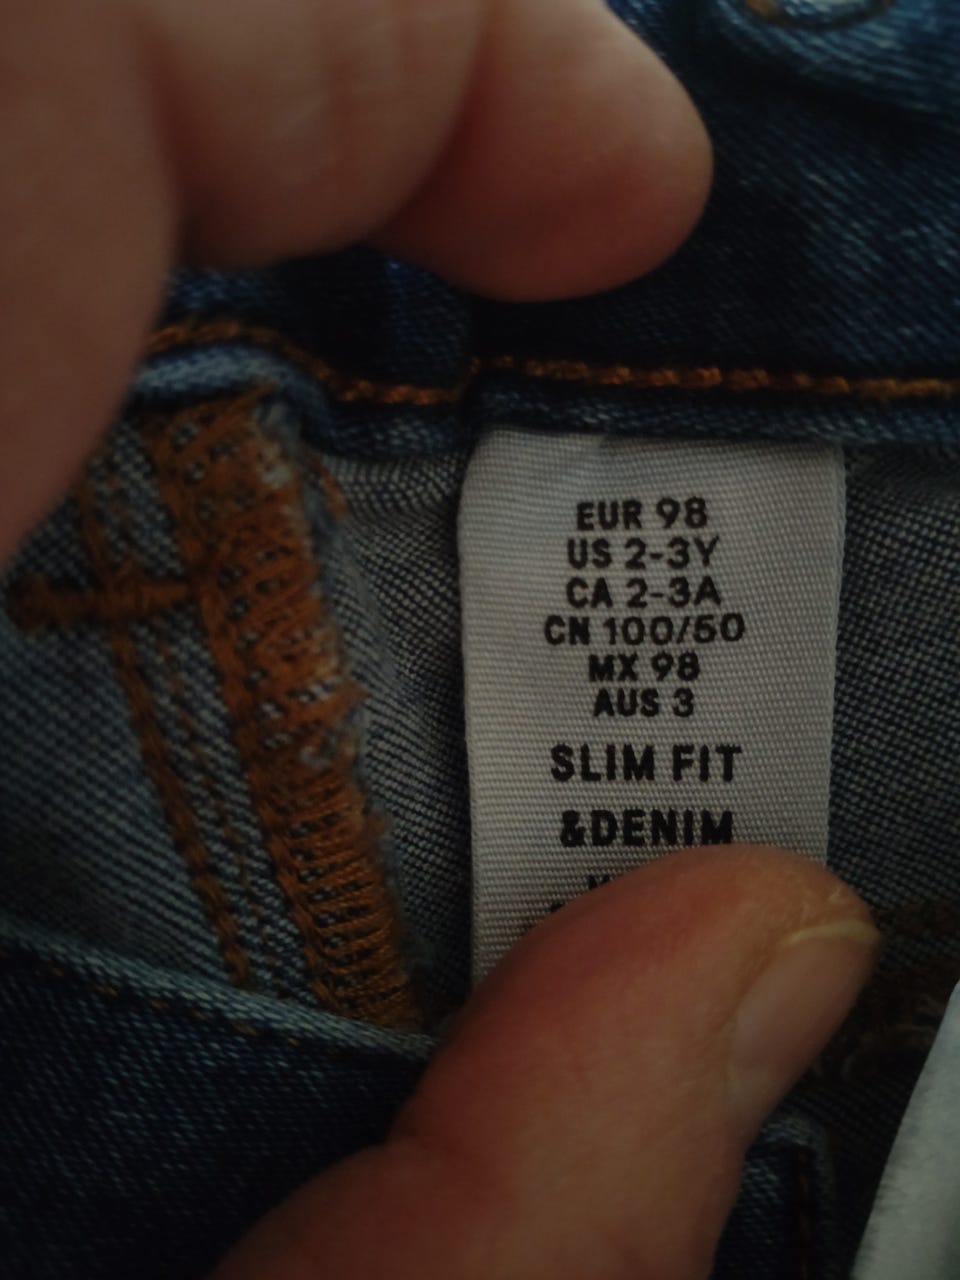 EUR 98
US 2-3Y
CA 2-3A
CN 100/50
MX 98
AUS 3
SLIM FIT
&DENIM